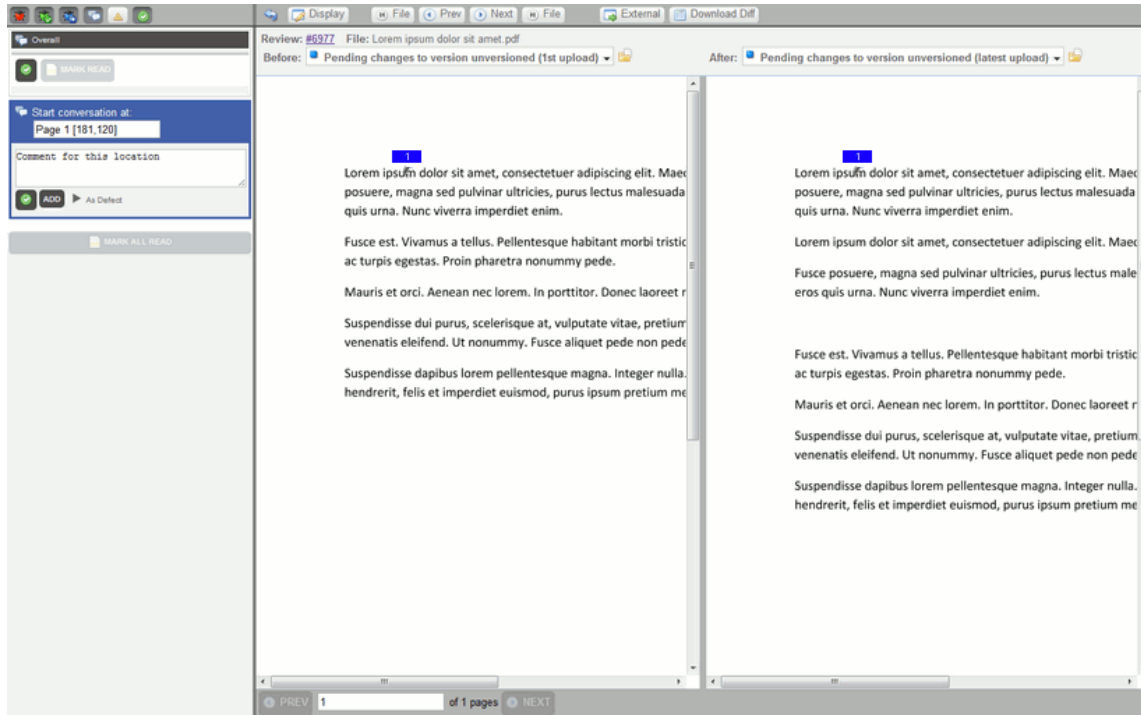 Display
File
Prev
Next
File
External
Download Diff
Overall
MARK READ
Start conversation at:
Page 1 [181,120]
Comment for this location
ADD
As Defect
MARK ALL READ
Review: #6977 File: Lorem ipsum dolor sit amet.pdf
Before: Pending changes to version unversioned (1st upload)
After: Pending changes to version unversioned (latest upload)
1
Lorem ipsum dolor sit amet, consectetuer adipiscing elit. Maec
posuere, magna sed pulvinar ultricies, purus lectus malesuada
quis urna. Nunc viverra imperdiet enim.
Fusce est. Vivamus a tellus. Pellentesque habitant morbi tristic
ac turpis egestas. Proin pharetra nonummy pede.
Mauris et orci. Aenean nec lorem. In porttitor. Donec laoreet r
Suspendisse dui purus, scelerisque at, vulputate vitae, pretium
venenatis eleifend. Ut nonummy. Fusce aliquet pede non pede
Suspendisse dapibus lorem pellentesque magna. Integer nulla.
hendrerit, felis et imperdiet euismod, purus ipsum pretium me
1
Lorem ipsum dolor sit amet, consectetuer adipiscing elit. Maec
posuere, magna sed pulvinar ultricies, purus lectus malesuada
quis urna. Nunc viverra imperdiet enim.
Lorem ipsum dolor sit amet, consectetuer adipiscing elit. Maec
Fusce posuere, magna sed pulvinar ultricies, purus lectus male
eros quis urna. Nunc viverra imperdiet enim.
Fusce est. Vivamus a tellus. Pellentesque habitant morbi tristic
ac turpis egestas. Proin pharetra nonummy pede.
Mauris et orci. Aenean nec lorem. In porttitor. Donec laoreet r
Suspendisse dui purus, scelerisque at, vulputate vitae, pretium
venenatis eleifend. Ut nonummy. Fusce aliquet pede non pede
Suspendisse dapibus lorem pellentesque magna. Integer nulla.
hendrerit, felis et imperdiet euismod, purus ipsum pretium me
PREV 1 of 1 pages NEXT